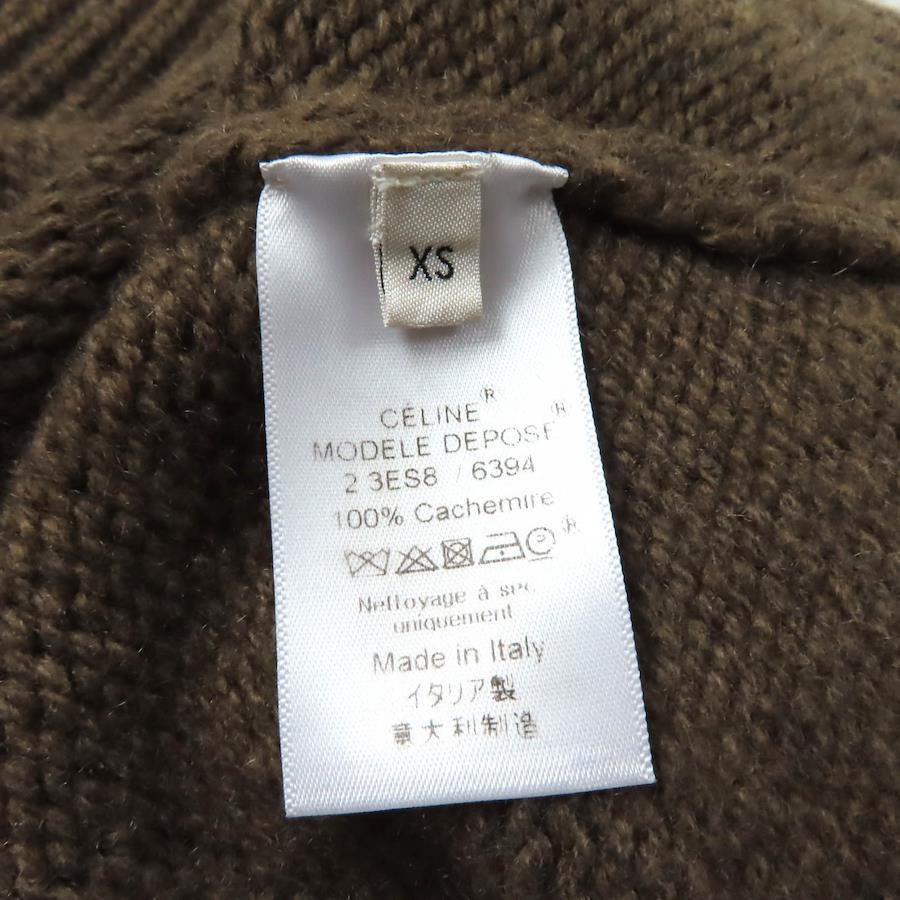 XS
CÉLINE®
MODELE DEPOSE®
2 3ES8 / 6394
100% Cachemire
®
Nettoyage à
uniquement
Made in Italy
イタリア製
意大利制造